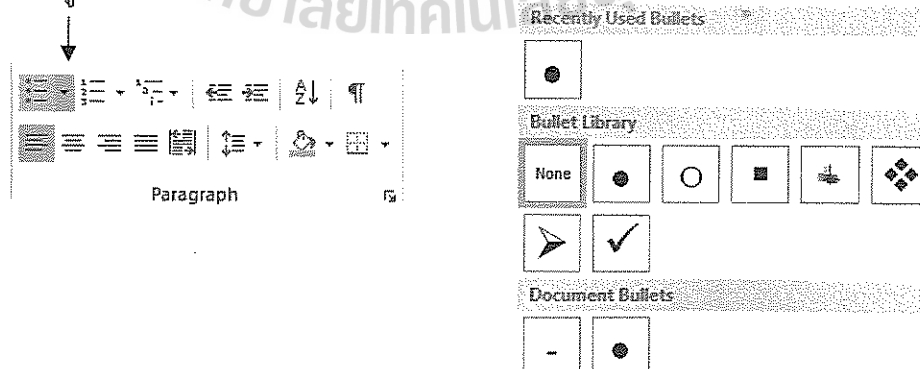 Recently Used Bullets
Bullet Library
None
Paragraph
Document Bullets